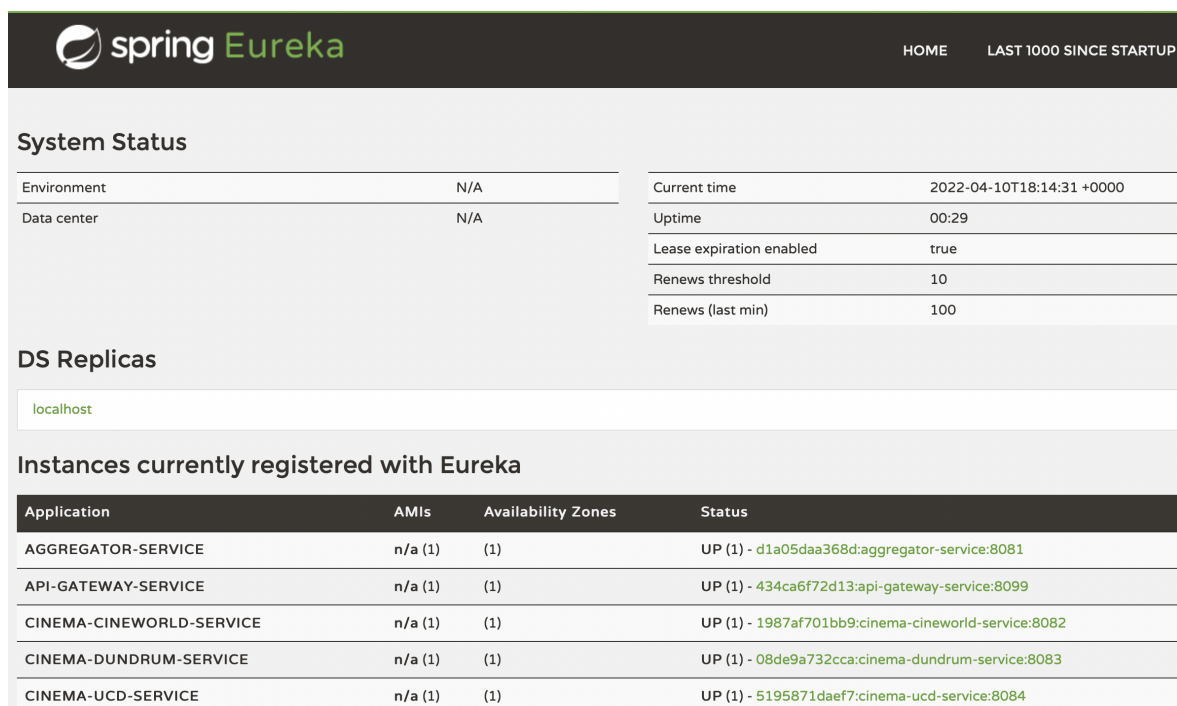 spring Eureka
HOME LAST 1000 SINCE STARTUP
System Status
Environment N/A
Data center N/A
Current time 2022-04-10T18:14:31 +0000
Uptime 00:29
Lease expiration enabled true
Renews threshold 10
Renews (last min) 100
DS Replicas
localhost
Instances currently registered with Eureka
Application AMIs Availability Zones Status
AGGREGATOR-SERVICE n/a (1) (1) UP (1) - d1a05daa368d:aggregator-service:8081
API-GATEWAY-SERVICE n/a (1) (1) UP (1) - 434ca6f72d13:api-gateway-service:8099
CINEMA-CINEWORLD-SERVICE n/a (1) (1) UP (1) - 1987af701bb9:cinema-cineworld-service:8082
CINEMA-DUNDRUM-SERVICE n/a (1) (1) UP (1) - 08de9a732cca:cinema-dundrum-service:8083
CINEMA-UCD-SERVICE n/a (1) (1) UP (1) - 5195871daef7:cinema-ucd-service:8084